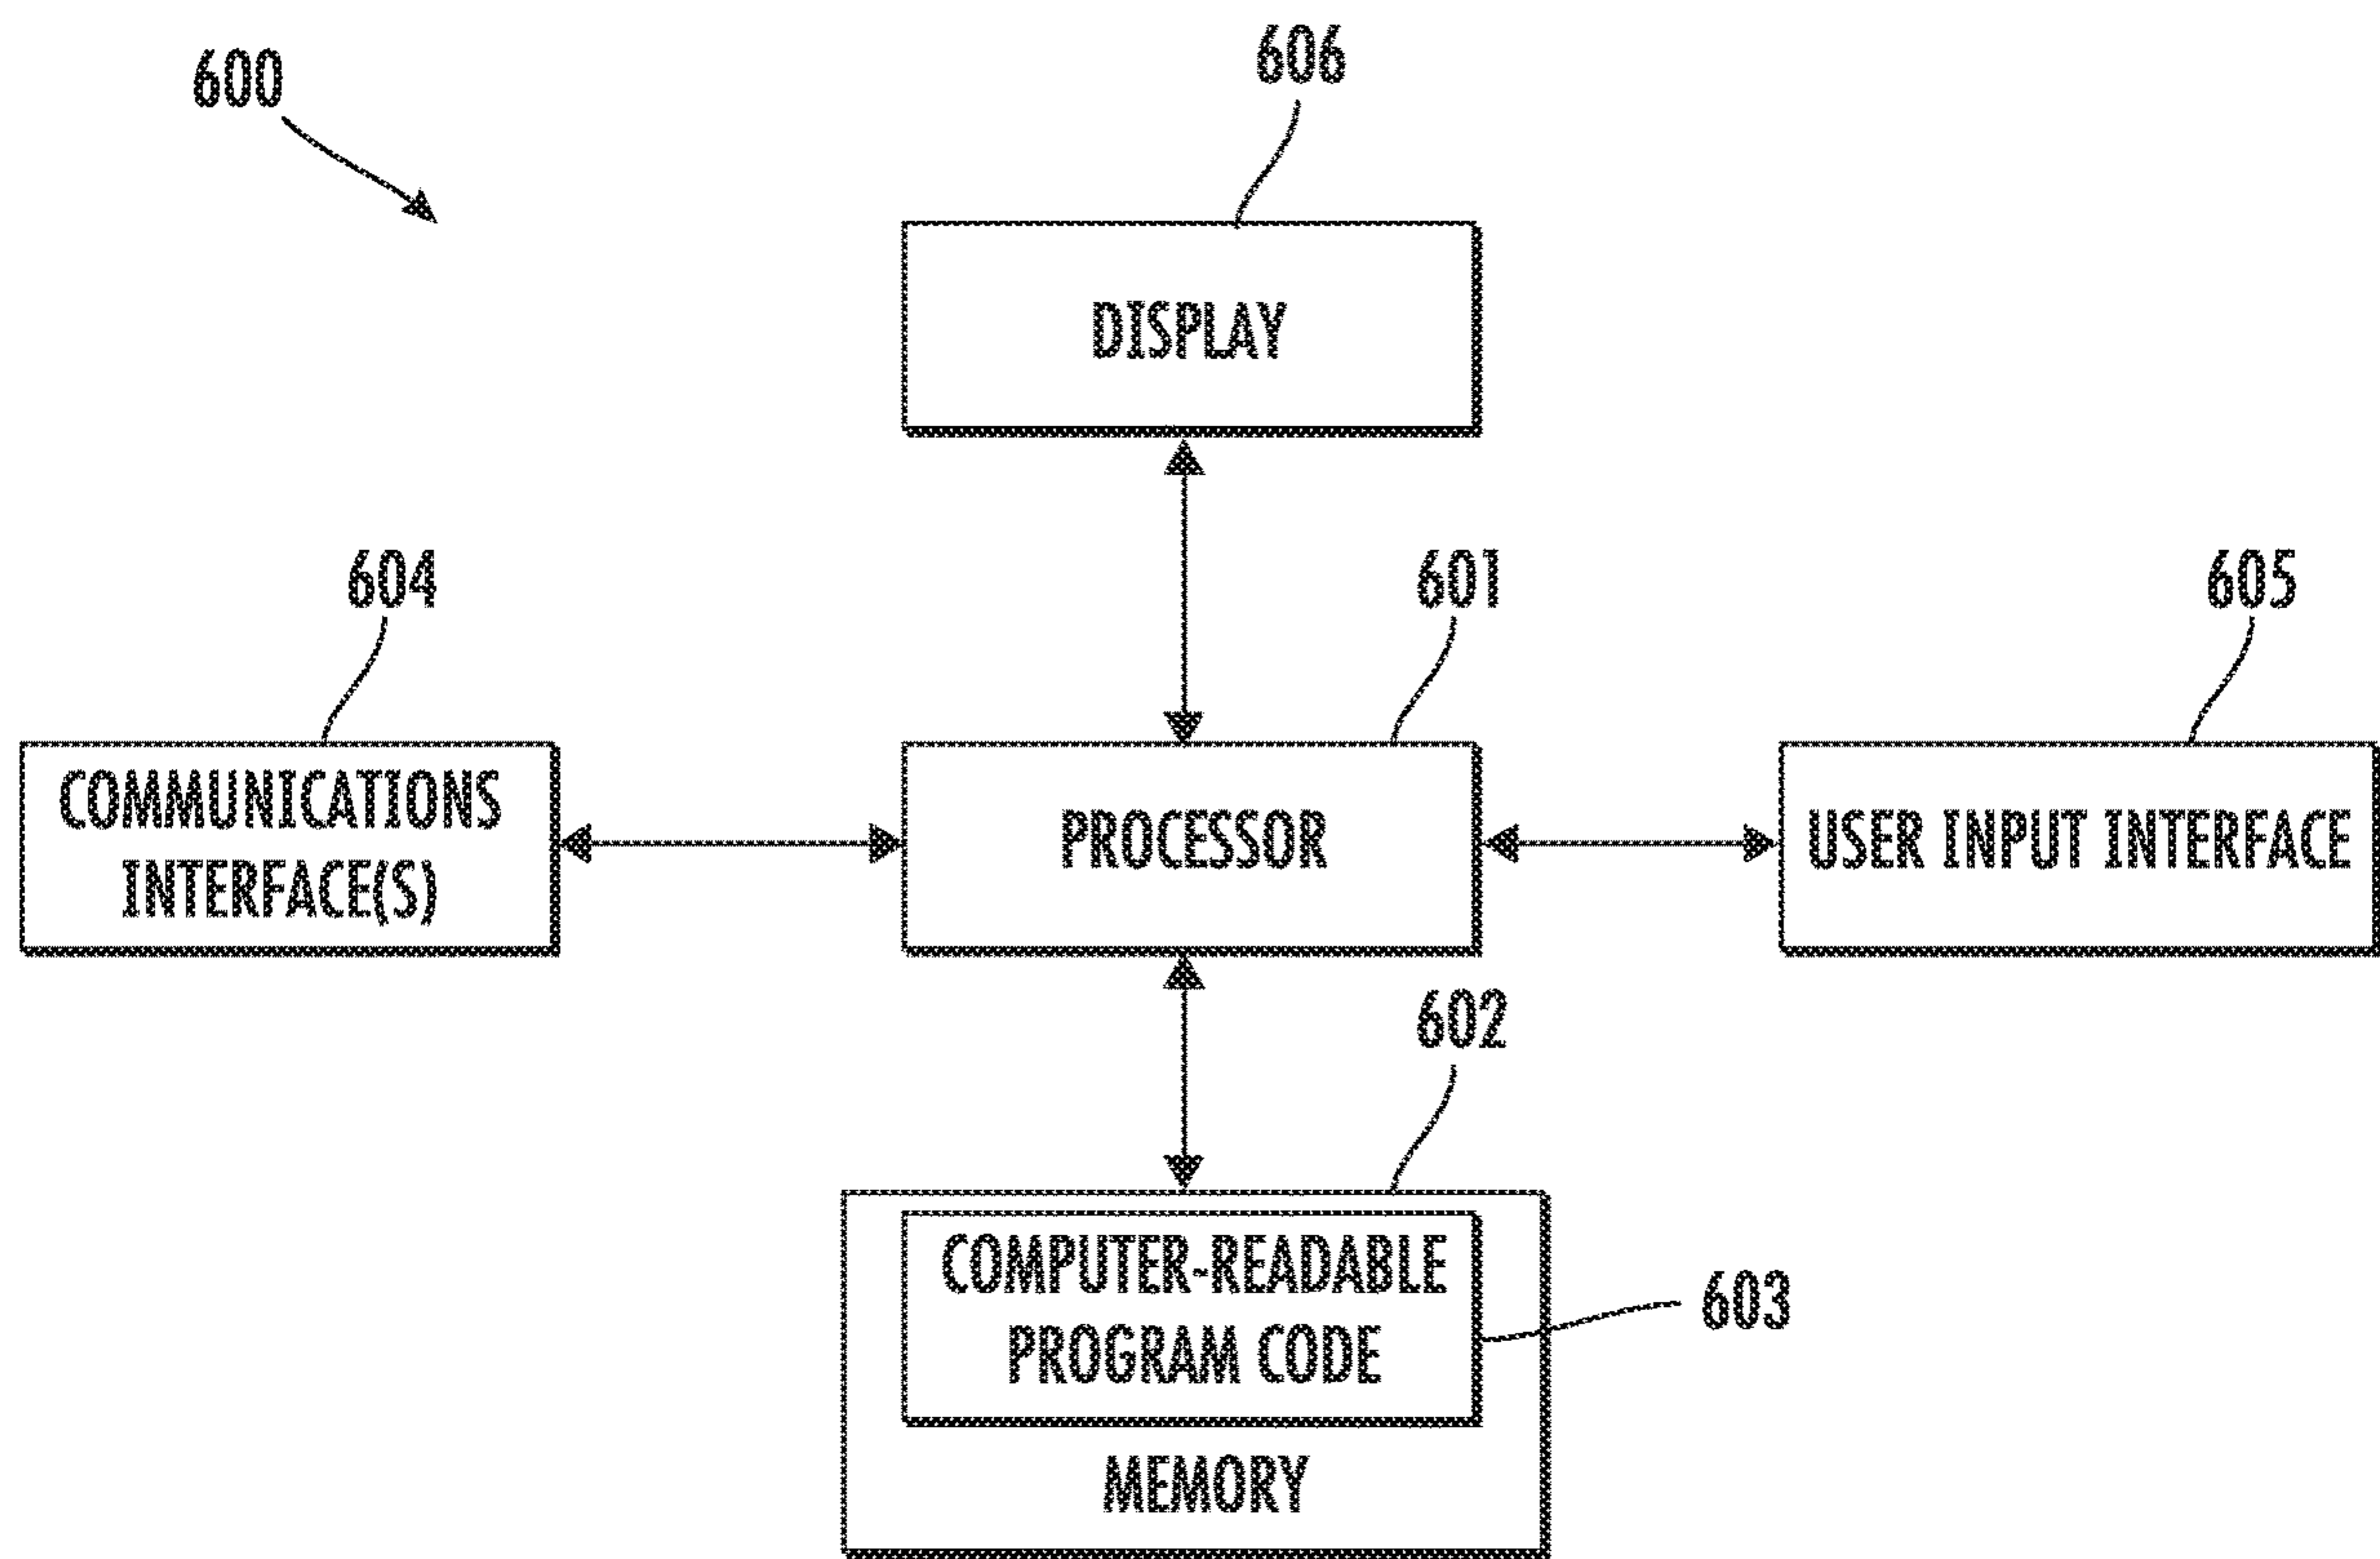 600
606
DISPLAY
604
601
605
COMMUNICATIONS
INTERFACE(S)
PROCESSOR
USER INPUT INTERFACE
602
COMPUTER-READABLE
PROGRAM CODE
603
MEMORY